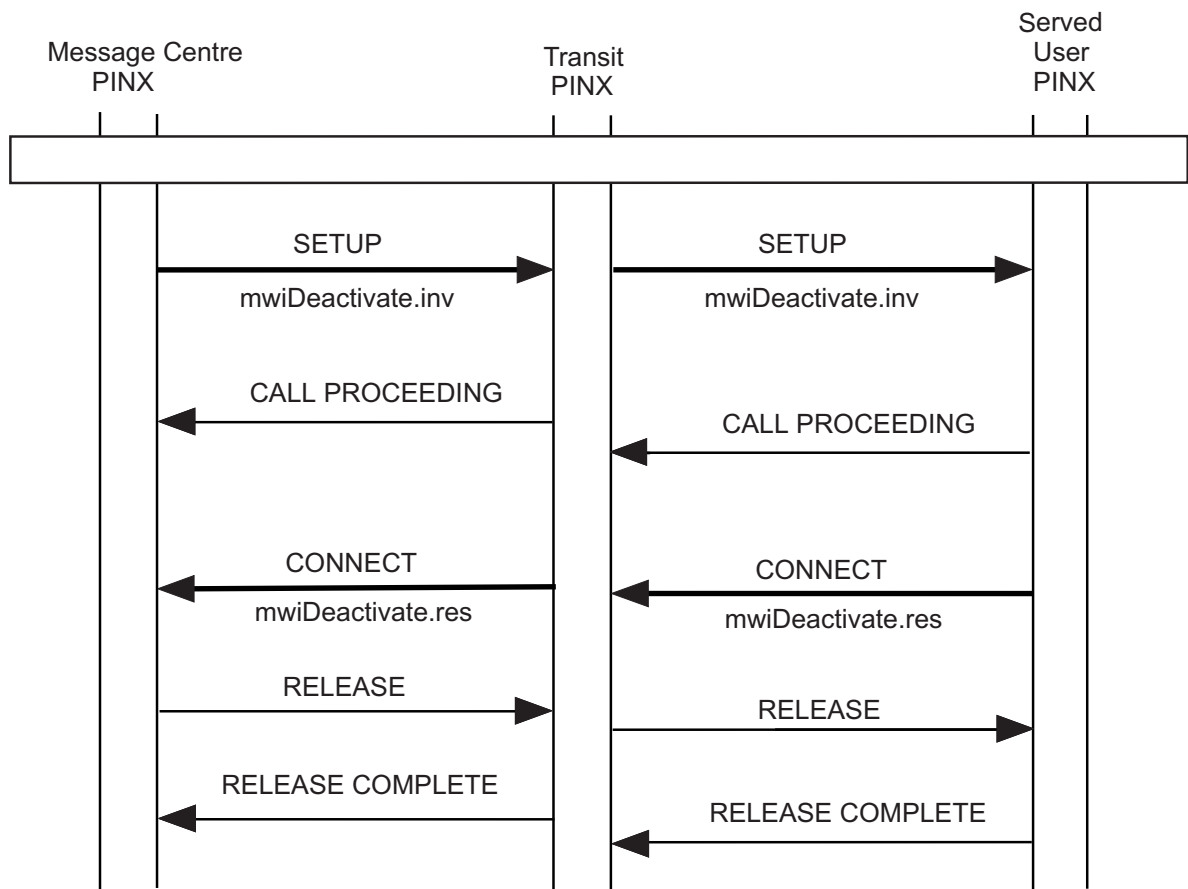 Message Centre
PINX
Transit
PINX
Served
User
PINX
SETUP
mwiDeactivate.inv
SETUP
mwiDeactivate.inv
CALL PROCEEDING
CALL PROCEEDING
CONNECT
mwiDeactivate.res
CONNECT
mwiDeactivate.res
RELEASE
RELEASE
RELEASE COMPLETE
RELEASE COMPLETE